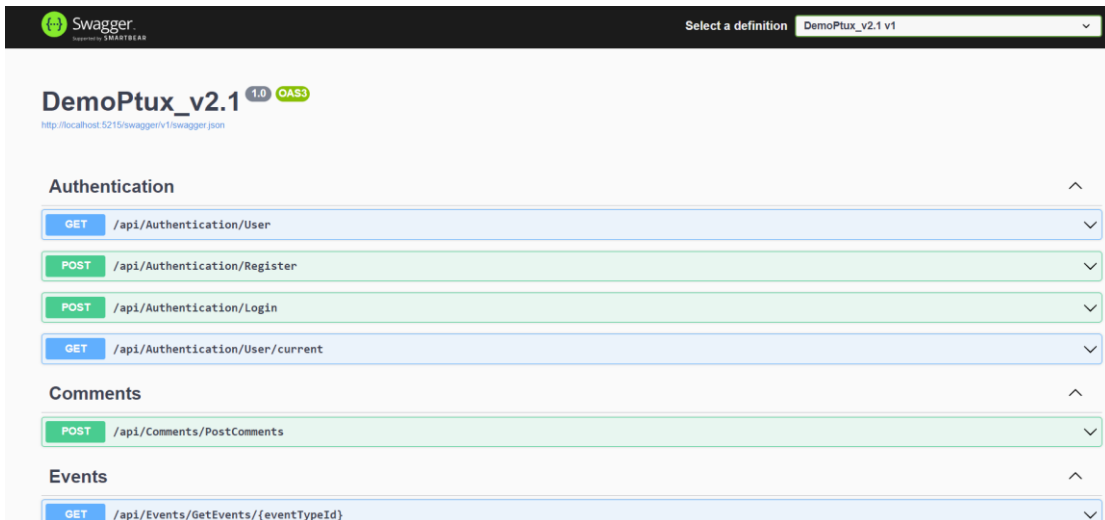 Swagger.
Supported by SMARTBEAR
Select a definition
DemoPtux_v2.1 v1
DemoPtux_v2.1 1.0 OAS3
http://localhost:5215/swagger/v1/swagger.json
Authentication
GET /api/Authentication/User
POST /api/Authentication/Register
POST /api/Authentication/Login
GET /api/Authentication/User/current
Comments
POST /api/Comments/PostComments
Events
GET /api/Events/GetEvents/{eventTypeId}